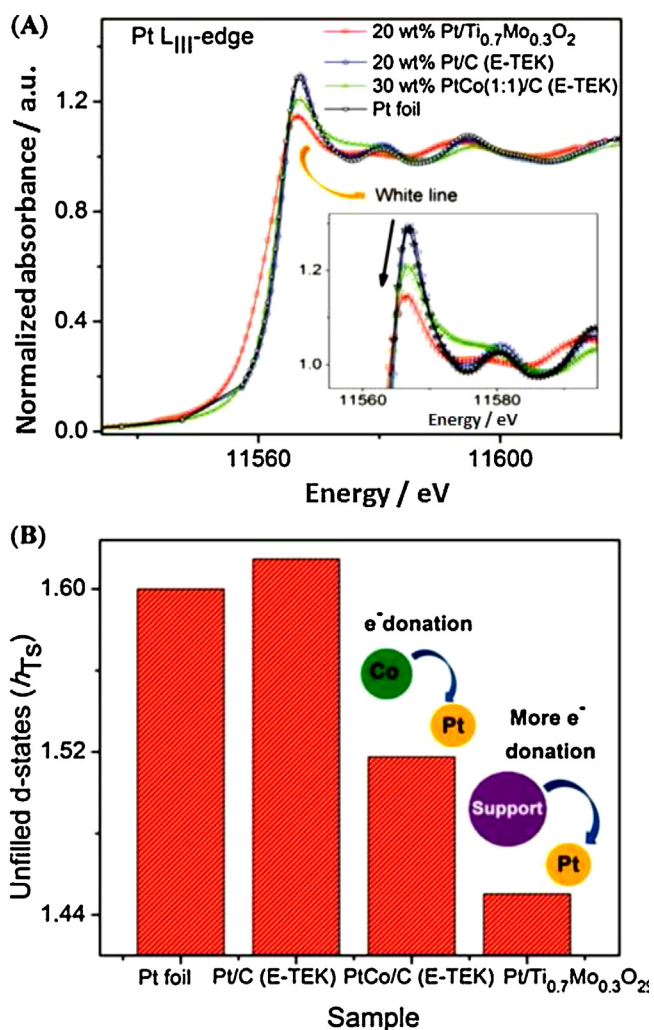 (A)
Pt L_III-edge
20 wt% Pt/Ti₀.₇Mo₀.₃O₂
20 wt% Pt/C (E-TEK)
30 wt% PtCo(1:1)/C (E-TEK)
Pt foil
Normalized absorbance / a.u.
1.2
0.8
0.4
0.0
White line
1.2
1.0
11560
11580
Energy / eV
11560
11600
Energy / eV
(B)
Unfilled d-states (hTs)
1.60
1.52
1.44
e⁻donation
Co
Pt
More e⁻
donation
Support
Pt
Pt foil
Pt/C (E-TEK)
PtCo/C (E-TEK)
Pt/Ti₀.₇Mo₀.₃O₂
Sample